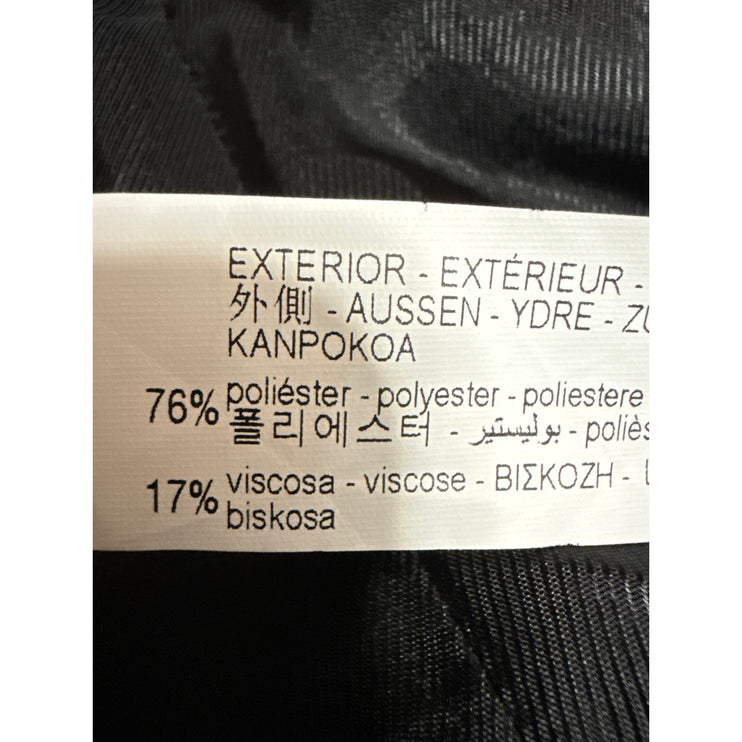 EXTERIOR - EXTÉRIEUR -
外側 - AUSSEN - YDRE -
KANPOKOA
76% poliéster - polyester - poliestere
폴리에스터 - بوليستير -
17% viscosa - viscose - ΒΙΣΚΟΖΗ -
biskosa